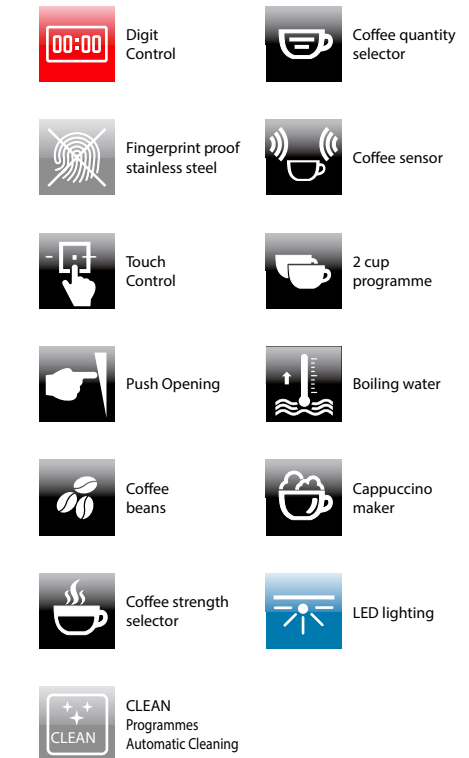 00:00
Digit
Control
Coffee quantity
selector
Fingerprint proof
stainless steel
Coffee sensor
Touch
Control
2 cup
programme
Push Opening
Boiling water
Coffee
beans
Cappuccino
maker
Coffee strength
selector
LED lighting
CLEAN
CLEAN
Programmes
Automatic Cleaning